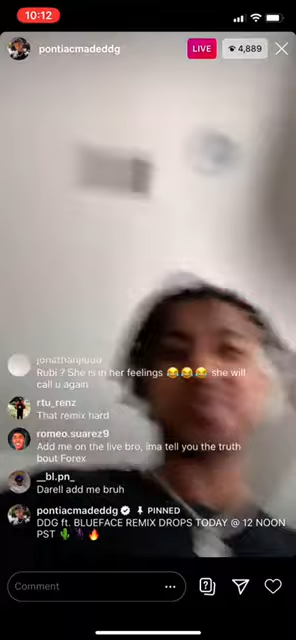 10:12
pontiacmadeddg
LIVE
4,889
Rubi ? She is in her feelings 😂😂😂 she will
call u again
rtu_renz
That remix hard
romeo.suarez9
Add me on the live bro, ima tell you the truth
bout Forex
__bl.pn_
Darell add me bruh
pontiacmadeddg PINNED
DDG ft. BLUEFACE REMIX DROPS TODAY @ 12 NOON
PST 🌵🕺🏿🔥
Comment